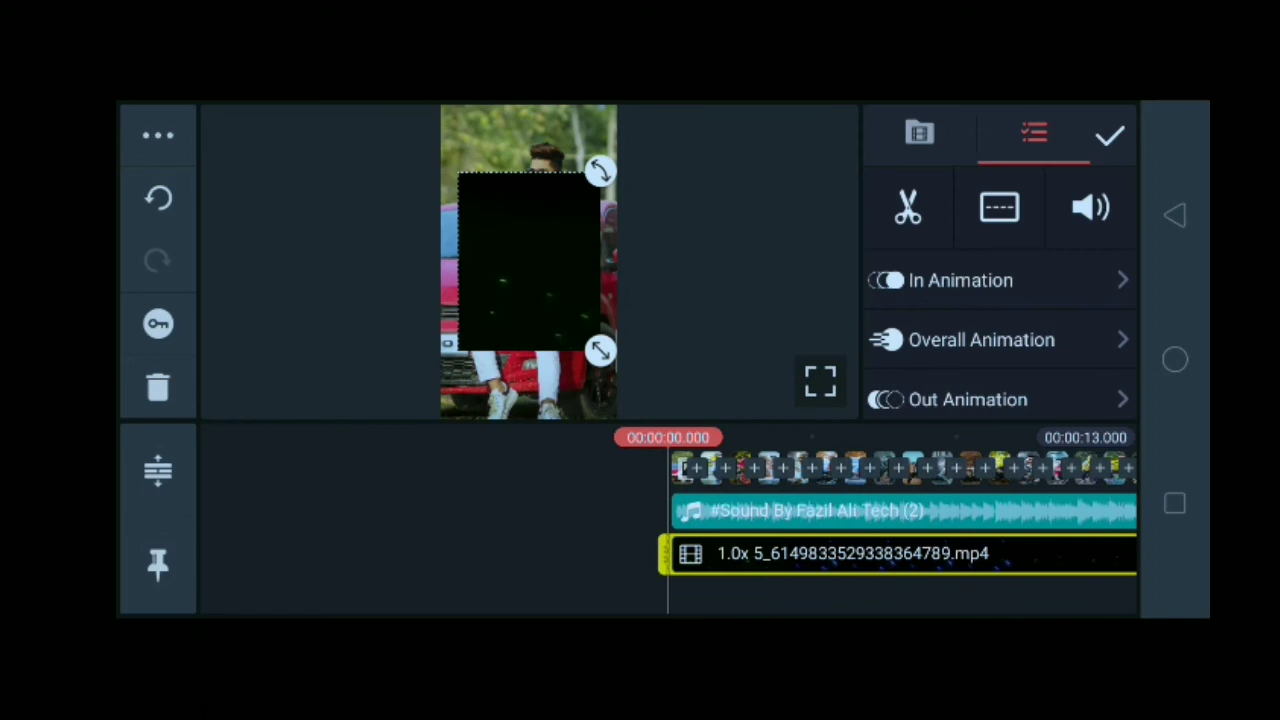 In Animation
Overall Animation
Out Animation
00:00:00.000
00:00:13.000
#Sound By Fazil Ali Tech (2)
1.0x 5_6149833529338364789.mp4